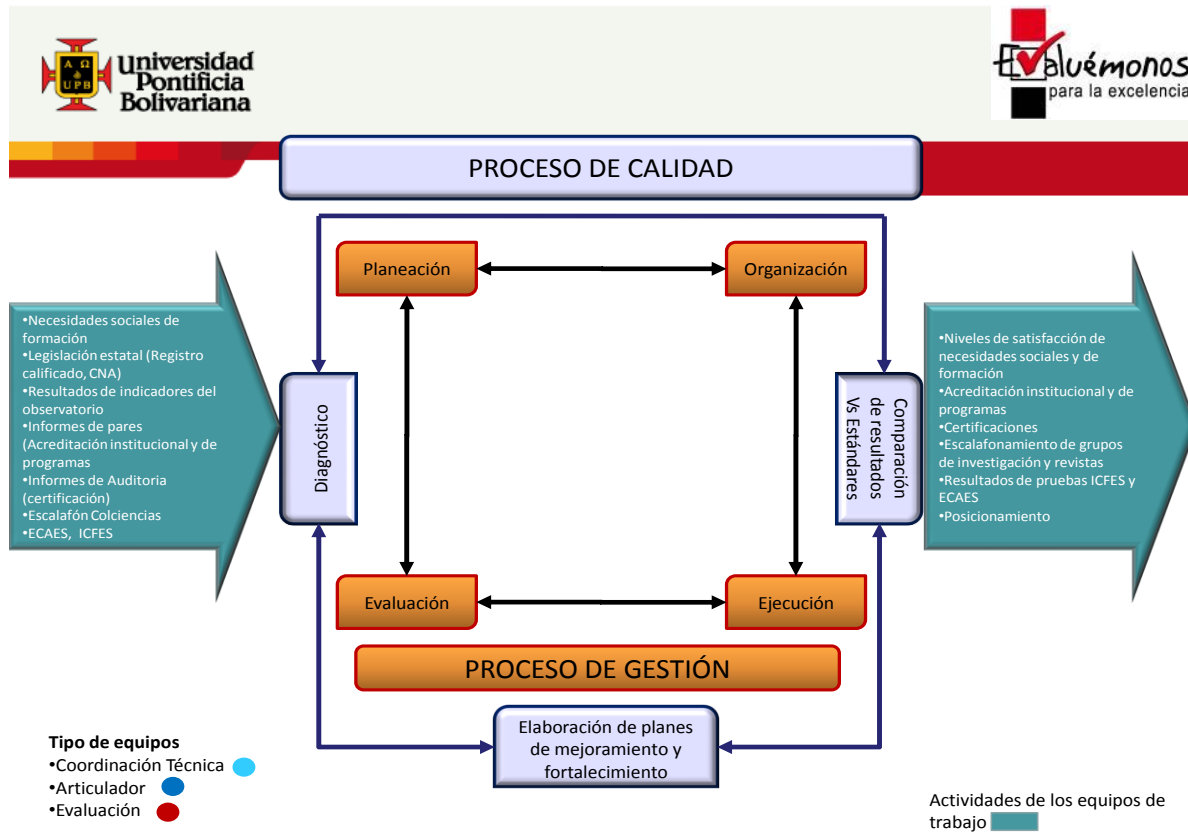 Universidad
Pontificia
Bolivariana
Α Ω
UPB
Evaluémonos
para la excelencia
PROCESO DE CALIDAD
Planeación
Organización
•Necesidades sociales de
formación
•Legislación estatal (Registro
calificado, CNA)
•Resultados de indicadores del
observatorio
•Informes de pares
(Acreditación institucional y de
programas
•Informes de Auditoria
(certificación)
•Escalafón Colciencias
•ECAES, ICFES
Diagnóstico
Comparación
de resultados
Vs Estándares
•Niveles de satisfacción de
necesidades sociales y de
formación
•Acreditación institucional y de
programas
•Certificaciones
•Escalafonamiento de grupos
de investigación y revistas
•Resultados de pruebas ICFES y
ECAES
•Posicionamiento
Evaluación
Ejecución
PROCESO DE GESTIÓN
Elaboración de planes
de mejoramiento y
fortalecimiento
Tipo de equipos
•Coordinación Técnica
•Articulador
•Evaluación
Actividades de los equipos de
trabajo